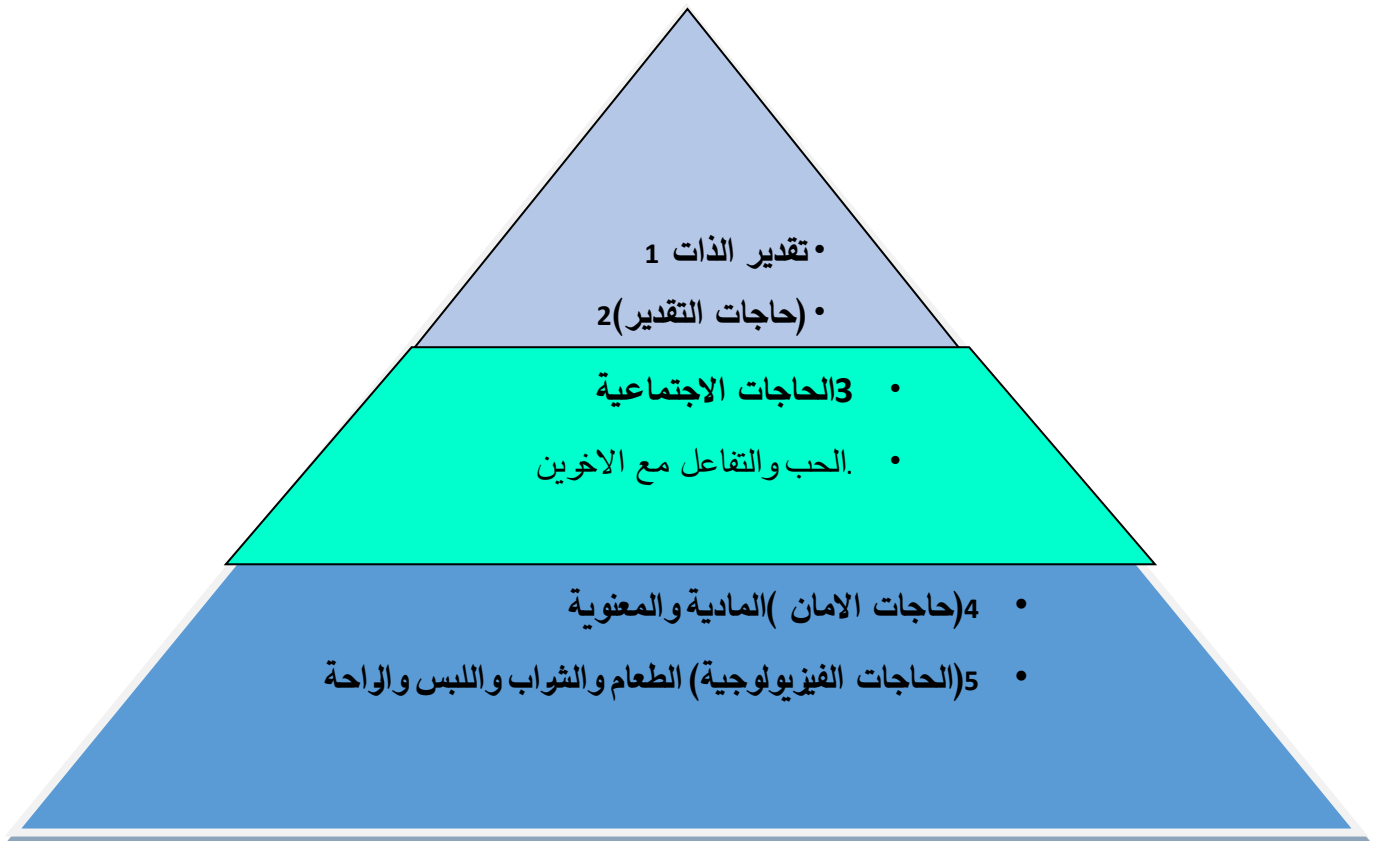 •تقدير الذات 1
•(حاجات التقدير)2
• 3الحاجات الاجتماعية
• .الحب والتفاعل مع الاخوين
• 4(حاجات الامان )المادية والمعنوية
• 5(الحاجات الفيزيولوجية) الطعام والشراب واللبس والراحة